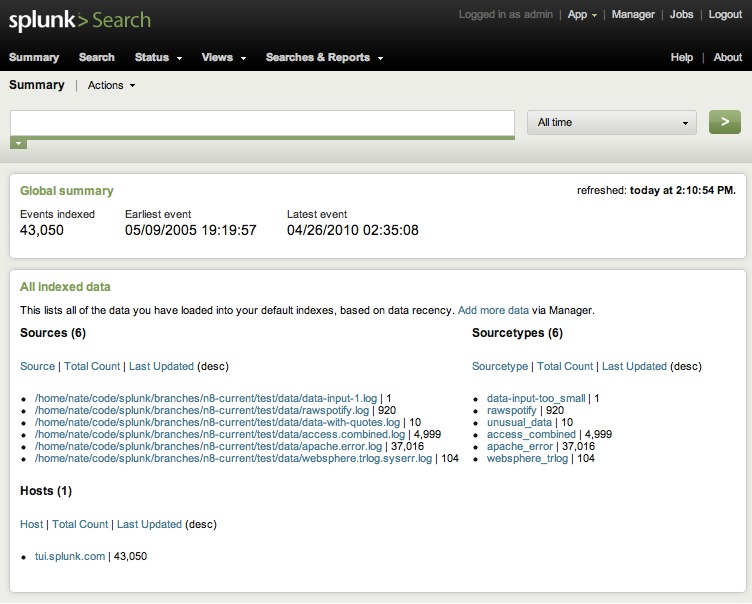 splunk> Search
Logged in as admin | App | Manager | Jobs | Logout
Summary Search Status Views Searches & Reports Help | About
Summary | Actions
All time >
Global summary refreshed: today at 2:10:54 PM.
Events indexed Earliest event Latest event
43,050 05/09/2005 19:19:57 04/26/2010 02:35:08
All indexed data
This lists all of the data you have loaded into your default indexes, based on data recency. Add more data via Manager.
Sources (6)
Source | Total Count | Last Updated (desc)
/home/nate/code/splunk/branches/n8-current/test/data/data-input-1.log | 1
/home/nate/code/splunk/branches/n8-current/test/data/rawspotify.log | 920
/home/nate/code/splunk/branches/n8-current/test/data/data-with-quotes.log | 10
/home/nate/code/splunk/branches/n8-current/test/data/access.combined.log | 4,999
/home/nate/code/splunk/branches/n8-current/test/data/apache.error.log | 37,016
/home/nate/code/splunk/branches/n8-current/test/data/websphere.trlog.syserr.log | 104
Sourcetypes (6)
Sourcetype | Total Count | Last Updated (desc)
data-input-too_small | 1
rawspotify | 920
unusual_data | 10
access_combined | 4,999
apache_error | 37,016
websphere_trlog | 104
Hosts (1)
Host | Total Count | Last Updated (desc)
tui.splunk.com | 43,050